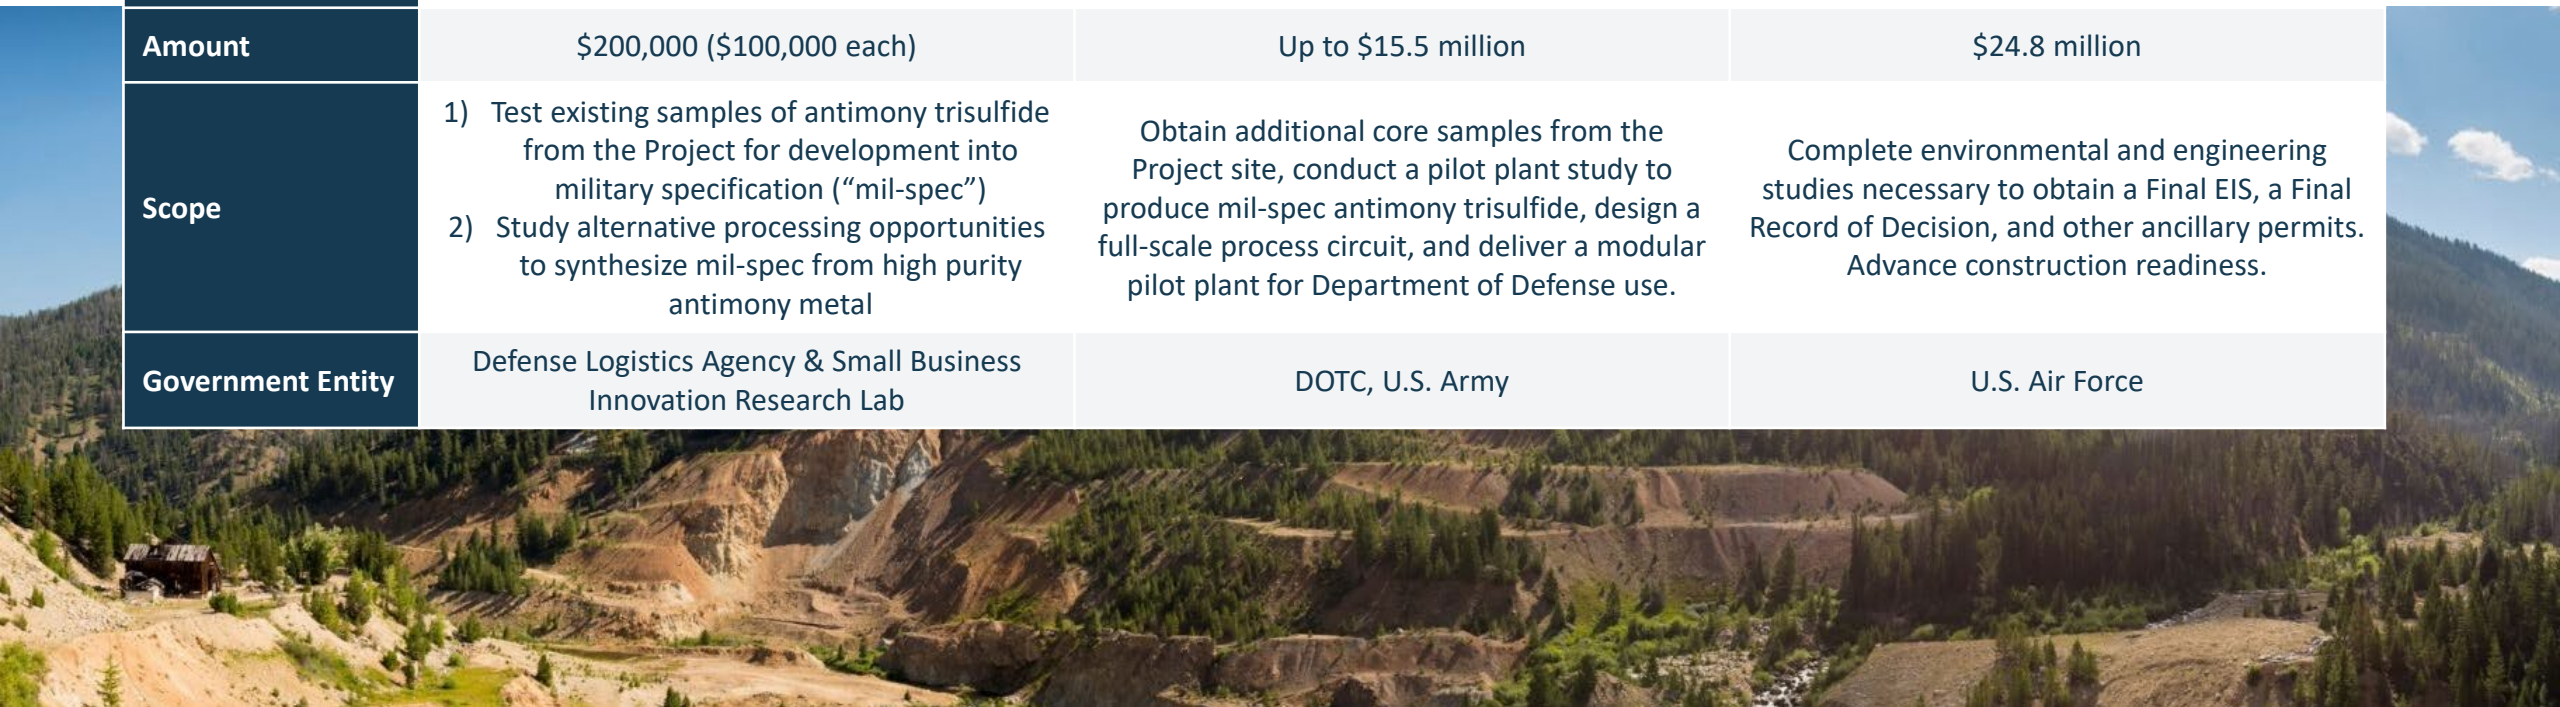 Amount
$200,000 ($100,000 each)
Up to $15.5 million
$24.8 million
Scope
1) Test existing samples of antimony trisulfide
from the Project for development into
military specification (“mil-spec”)
2) Study alternative processing opportunities
to synthesize mil-spec from high purity
antimony metal
Obtain additional core samples from the
Project site, conduct a pilot plant study to
produce mil-spec antimony trisulfide, design a
full-scale process circuit, and deliver a modular
pilot plant for Department of Defense use.
Complete environmental and engineering
studies necessary to obtain a Final EIS, a Final
Record of Decision, and other ancillary permits.
Advance construction readiness.
Government Entity
Defense Logistics Agency & Small Business
Innovation Research Lab
DOTC, U.S. Army
U.S. Air Force